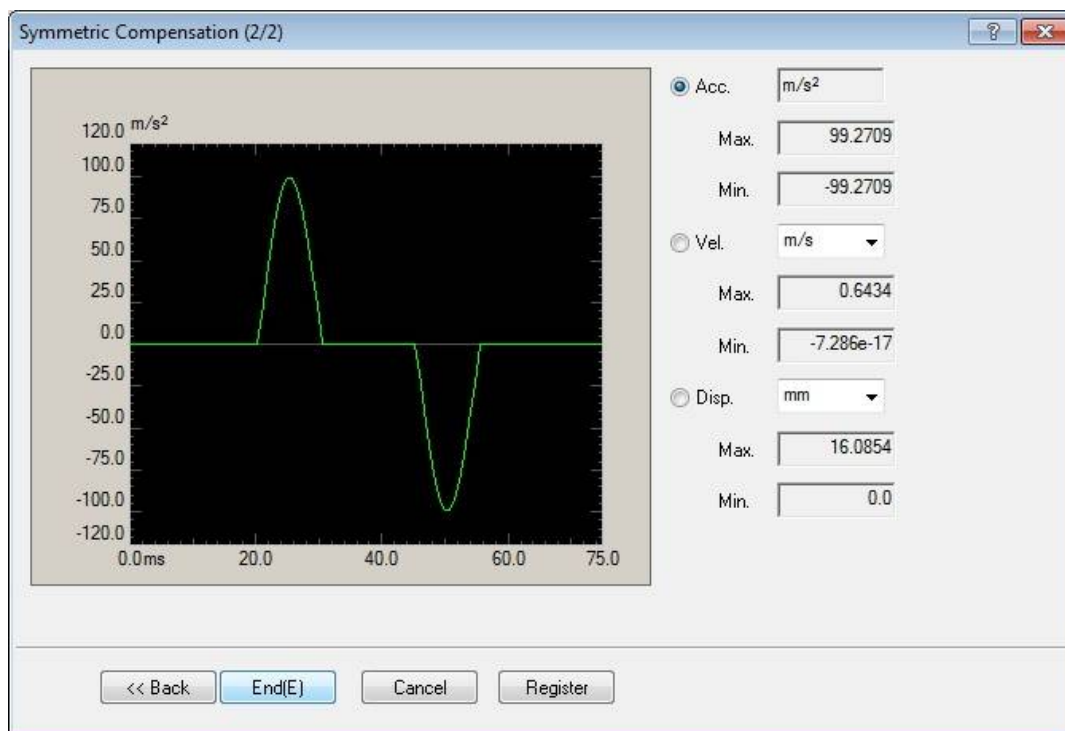 Symmetric Compensation (2/2)
?
120.0 m/s²
100.0
75.0
50.0
25.0
0.0
-25.0
-50.0
-75.0
-100.0
-120.0
0.0ms 20.0 40.0 60.0 75.0
Acc. m/s²
Max. 99.2709
Min. -99.2709
Vel. m/s
Max. 0.6434
Min. -7.286e-17
Disp. mm
Max. 16.0854
Min. 0.0
<< Back End(E) Cancel Register